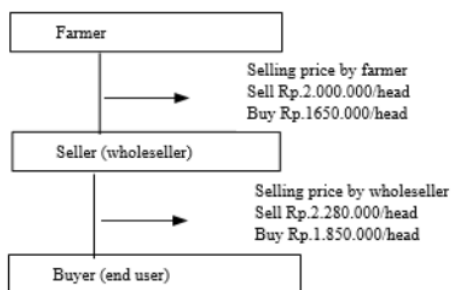 Farmer
Selling price by farmer
Sell Rp.2.000.000/head
Buy Rp.1650.000/head
Seller (wholeseller)
Selling price by wholeseller
Sell Rp.2.280.000/head
Buy Rp.1.850.000/head
Buyer (end user)